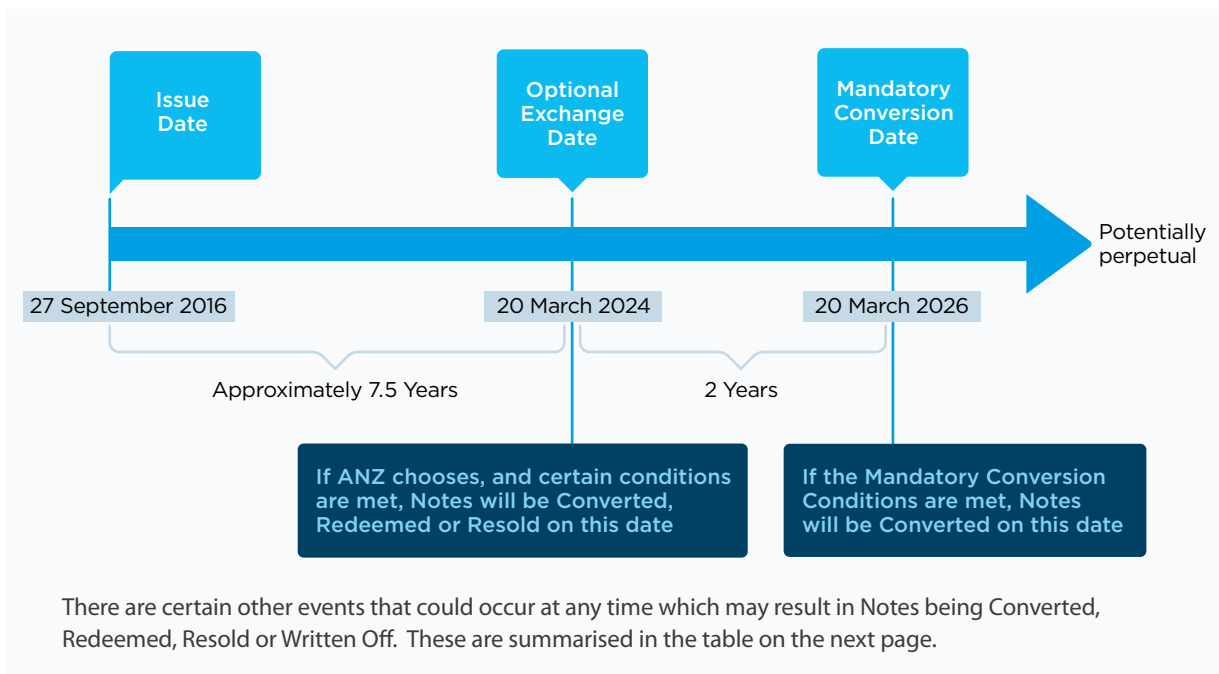 Issue
Date
Optional
Exchange
Date
Mandatory
Conversion
Date
Potentially
perpetual
27 September 2016
20 March 2024
20 March 2026
Approximately 7.5 Years
2 Years
If ANZ chooses, and certain conditions
are met, Notes will be Converted,
Redeemed or Resold on this date
If the Mandatory Conversion
Conditions are met, Notes
will be Converted on this date
There are certain other events that could occur at any time which may result in Notes being Converted,
Redeemed, Resold or Written Off.  These are summarised in the table on the next page.